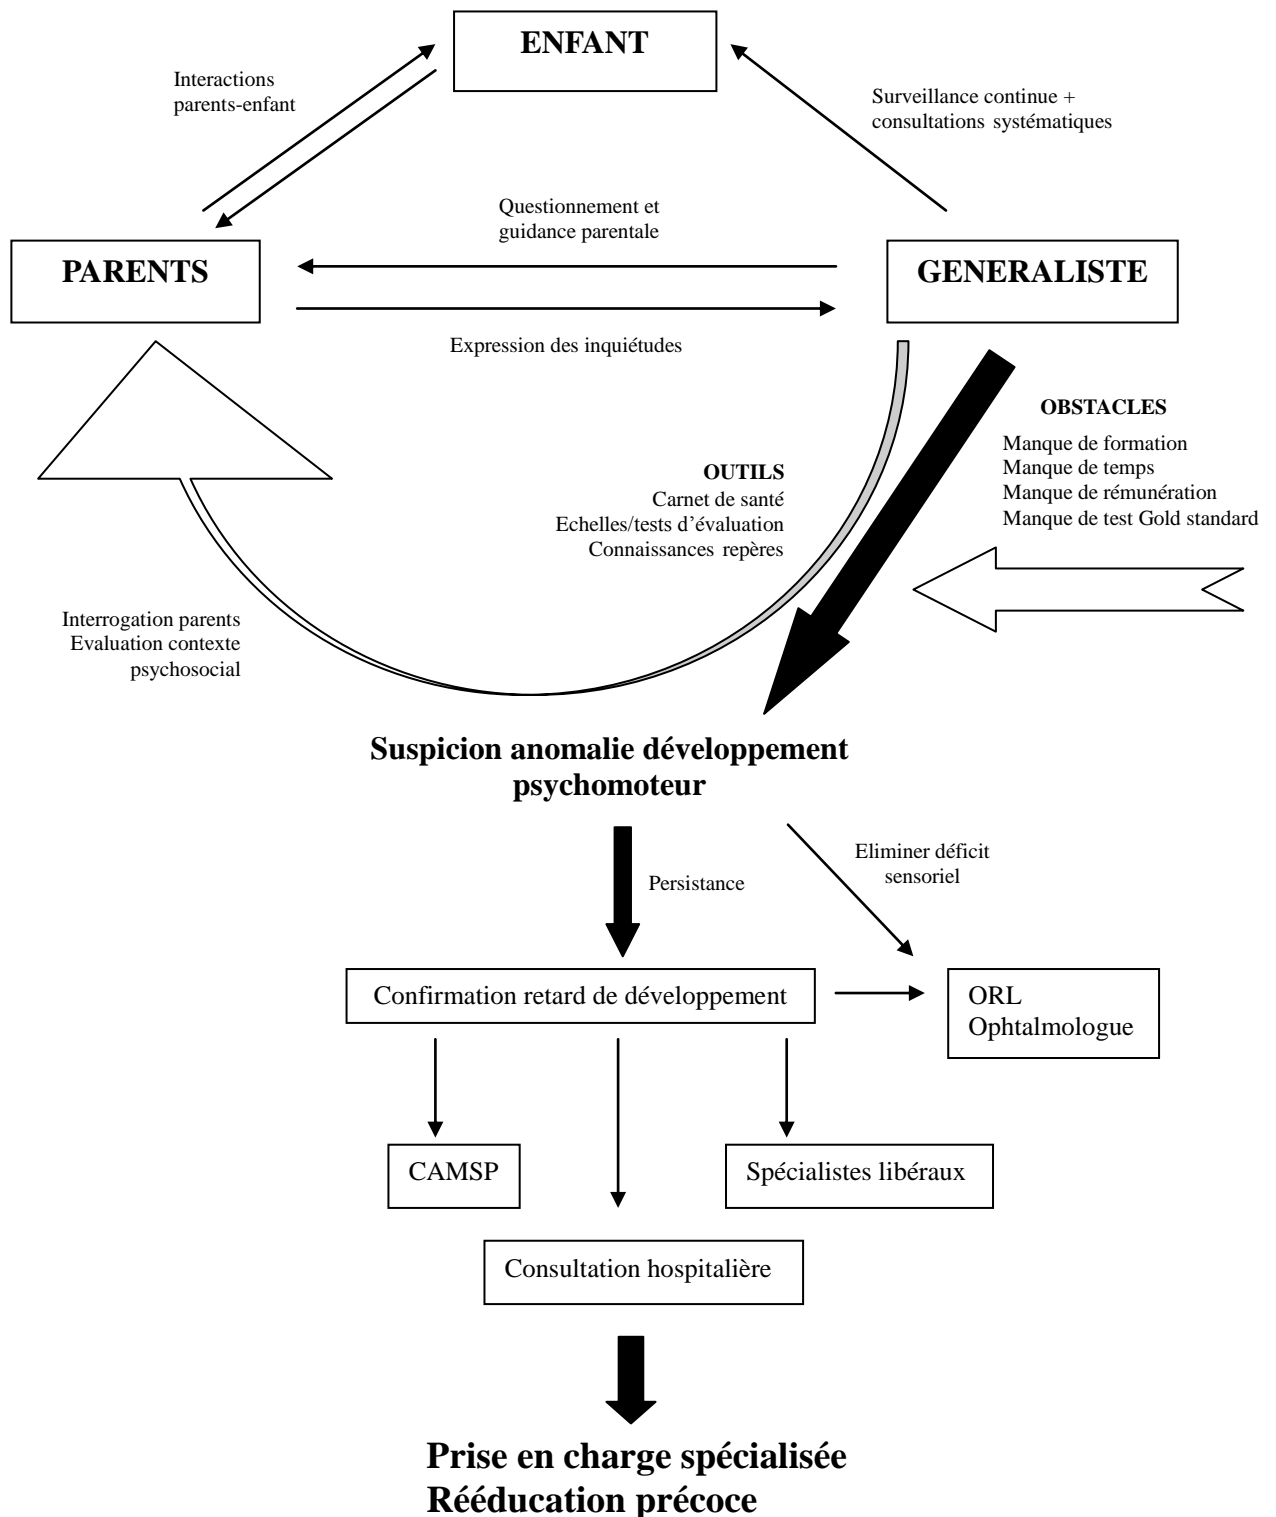 ENFANT
Interactions
parents-enfant
Surveillance continue +
consultations systématiques
Questionnement et
guidance parentale
PARENTS
GENERALISTE
Expression des inquiétudes
OBSTACLES
Manque de formation
Manque de temps
Manque de rémunération
Manque de test Gold standard
OUTILS
Carnet de santé
Echelles/tests d’évaluation
Connaissances repères
Interrogation parents
Evaluation contexte
psychosocial
Suspicion anomalie développement
psychomoteur
Eliminer déficit
sensoriel
Persistance
Confirmation retard de développement
ORL
Ophtalmologue
CAMSP
Spécialistes libéraux
Consultation hospitalière
Prise en charge spécialisée
Rééducation précoce